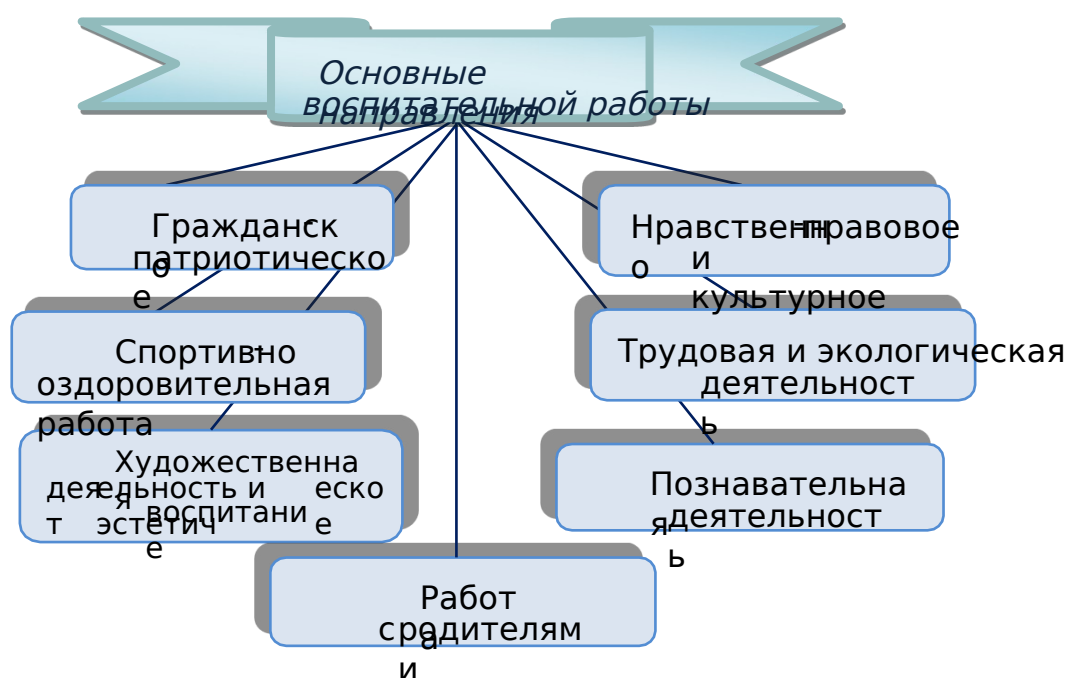 Основные направления
воспитательной работы
Гражданско-
патриотическое
Нравственно-правовое
и культурное
Спортивно-
оздоровительная
работа
Трудовая и экологическая
деятельность
Художественная
деятельность и эстетическое
воспитание
Познавательная
деятельность
Работа
с родителями